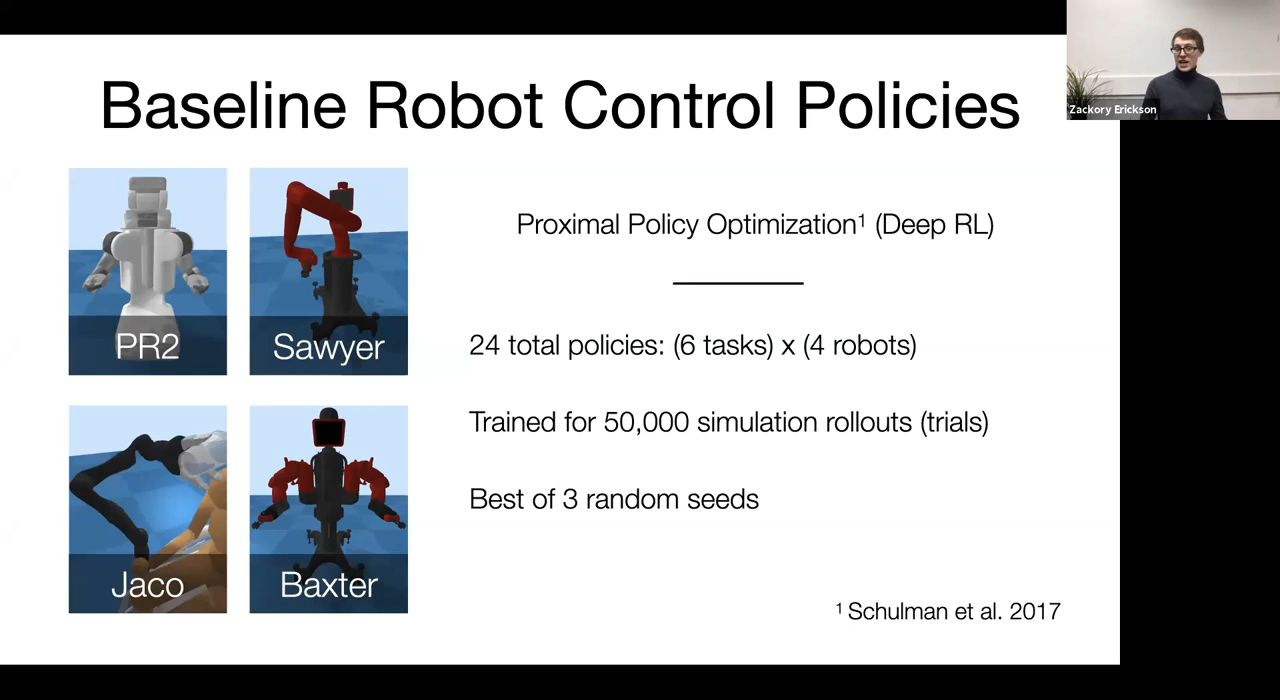 Baseline Robot Control Policies
Zackory Erickson
PR2
Sawyer
Jaco
Baxter
Proximal Policy Optimization¹ (Deep RL)
24 total policies: (6 tasks) x (4 robots)
Trained for 50,000 simulation rollouts (trials)
Best of 3 random seeds
¹ Schulman et al. 2017